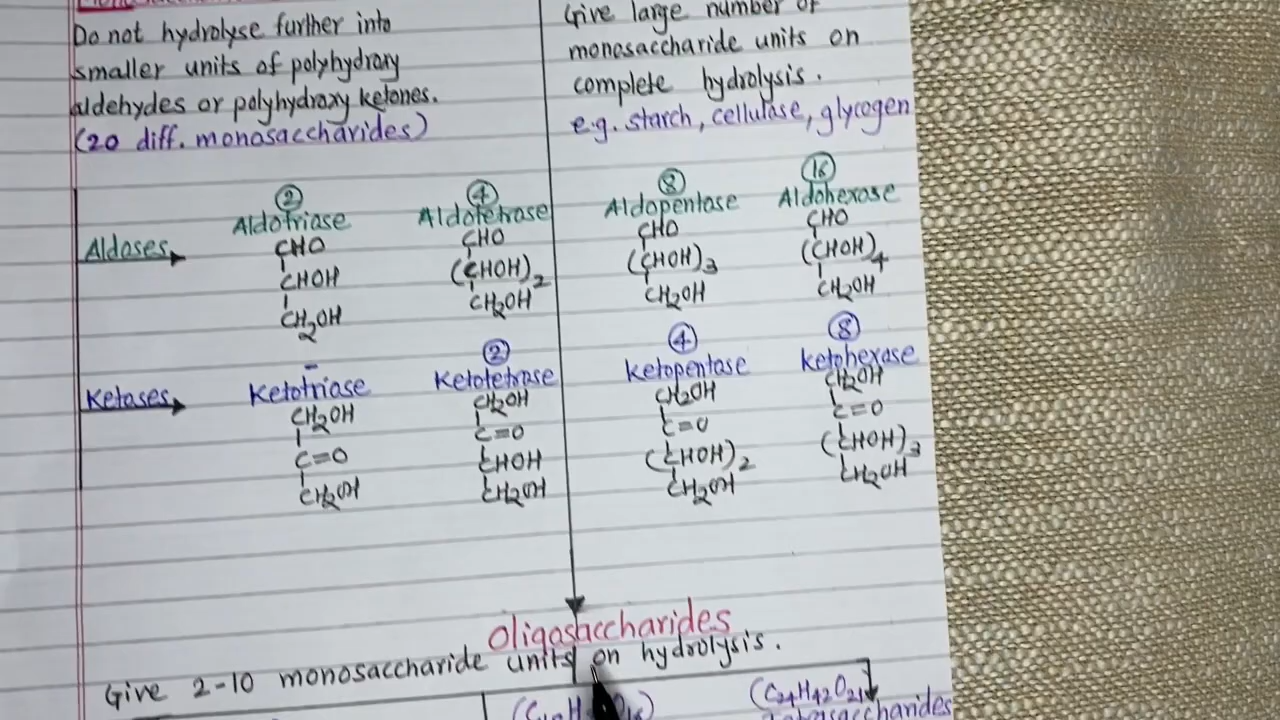 Do not hydrolyse further into
smaller units of polyhydroxy
aldehydes or polyhydroxy ketones.
(20 diff. monosaccharides)
Give large number of
monosaccharide units on
complete hydrolysis.
e.g. starch, cellulase, glycogen
② ④ ⑧ ⑯
Aldotriose Aldotetrose Aldopentose Aldohexose
Aldoses
CHO CHO CHO CHO
CHOH (CHOH)₂ (CHOH)₃ (CHOH)₄
CH₂OH CH₂OH CH₂OH CH₂OH
– ② ④ ⑧
Ketoses Ketotriose Ketotetrose Ketopentose Ketohexose
CH₂OH CH₂OH CH₂OH CH₂OH
C=O C=O C=O C=O
CH₂OH CHOH (CHOH)₂ (CHOH)₃
CH₂OH CH₂OH CH₂OH
Oligosaccharides
Give 2-10 monosaccharide units on hydrolysis.
(C₂₄H₄₂O₂₁)